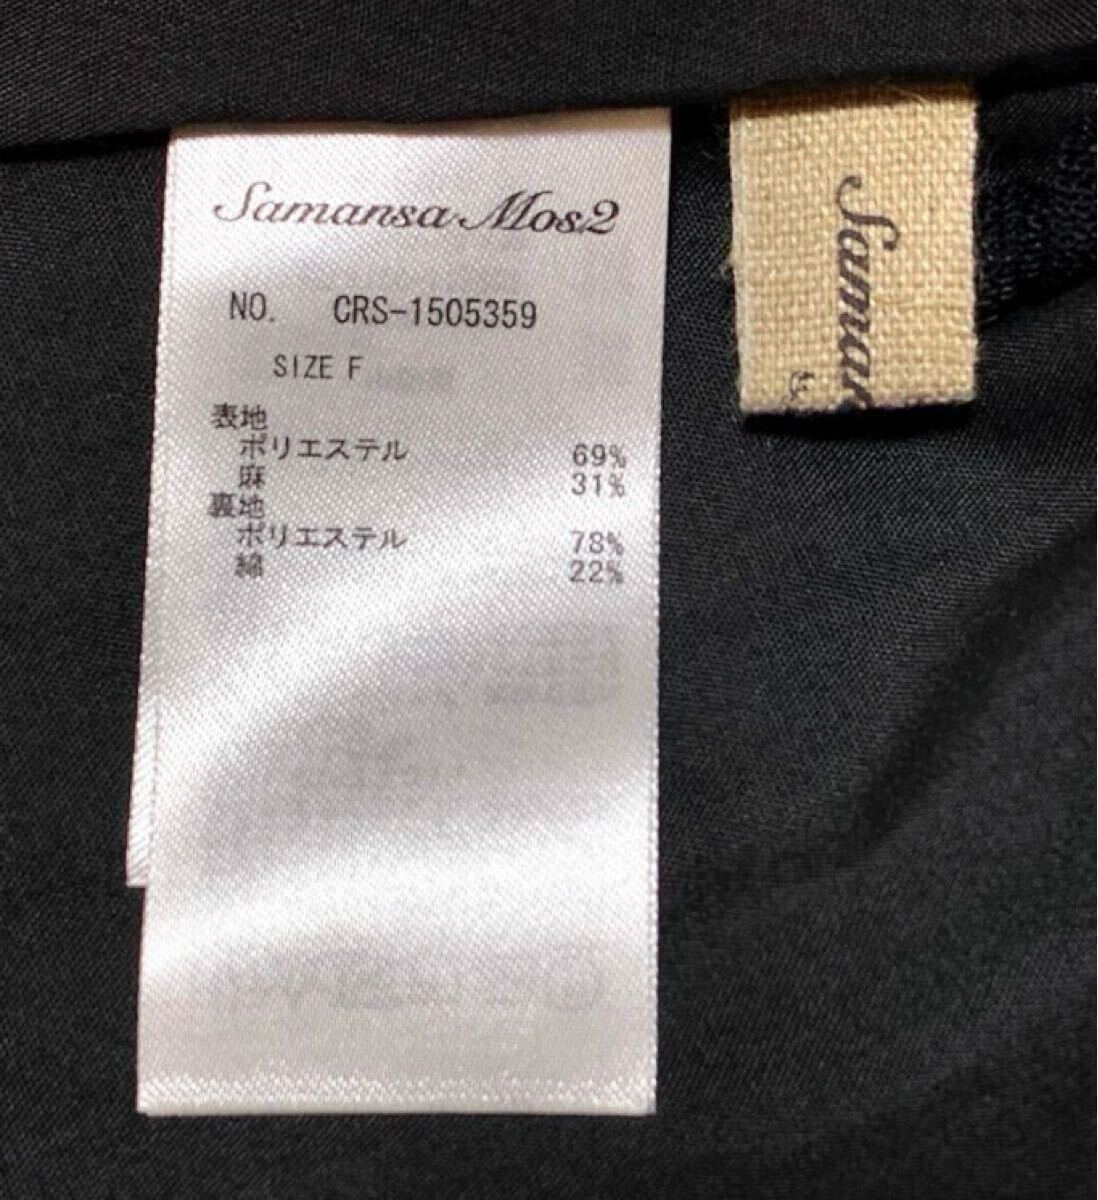 Samansa Mos2
NO. CRS-1505359
SIZE F
表地
ポリエステル 69%
麻 31%
裏地
ポリエステル 78%
綿 22%